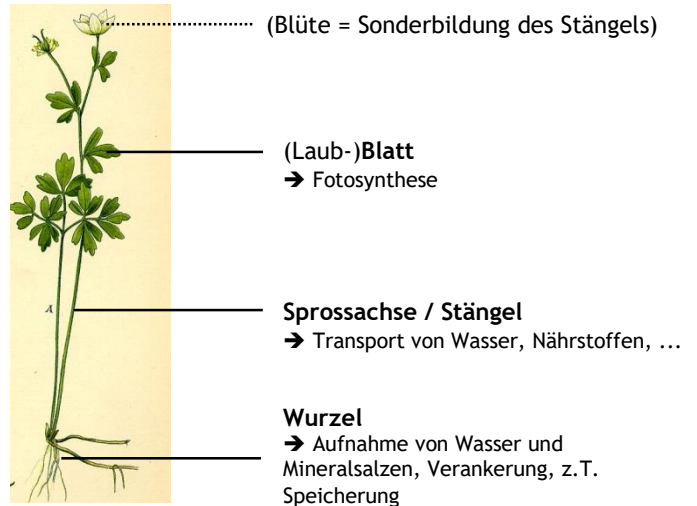 (Blüte = Sonderbildung des Stängels)
(Laub-)Blatt
➔ Fotosynthese
Sprossachse / Stängel
➔ Transport von Wasser, Nährstoffen, ...
A
Wurzel
➔ Aufnahme von Wasser und
Mineralsalzen, Verankerung, z.T.
Speicherung